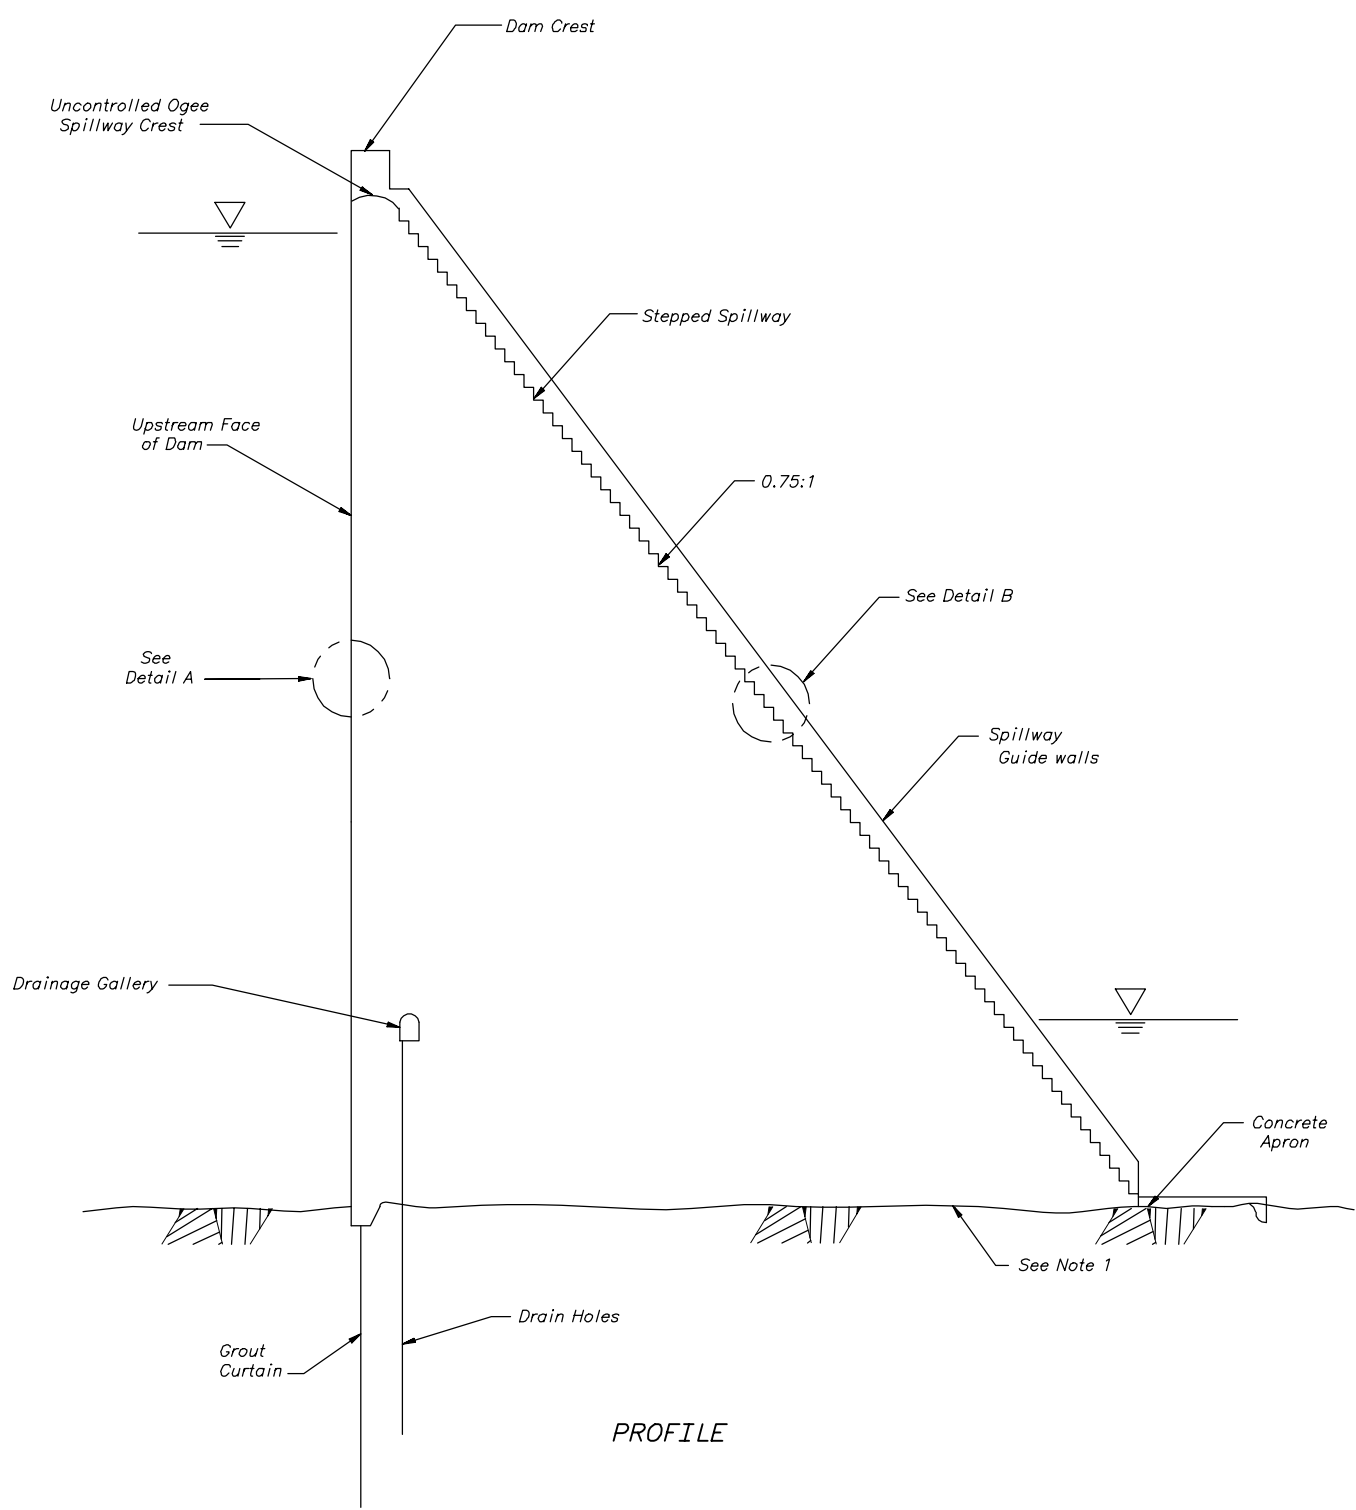 Dam Crest
Uncontrolled Ogee
Spillway Crest
Stepped Spillway
Upstream Face
of Dam
0.75:1
See Detail B
See
Detail A
Spillway
Guide walls
Drainage Gallery
Concrete
Apron
See Note 1
Drain Holes
Grout
Curtain
PROFILE